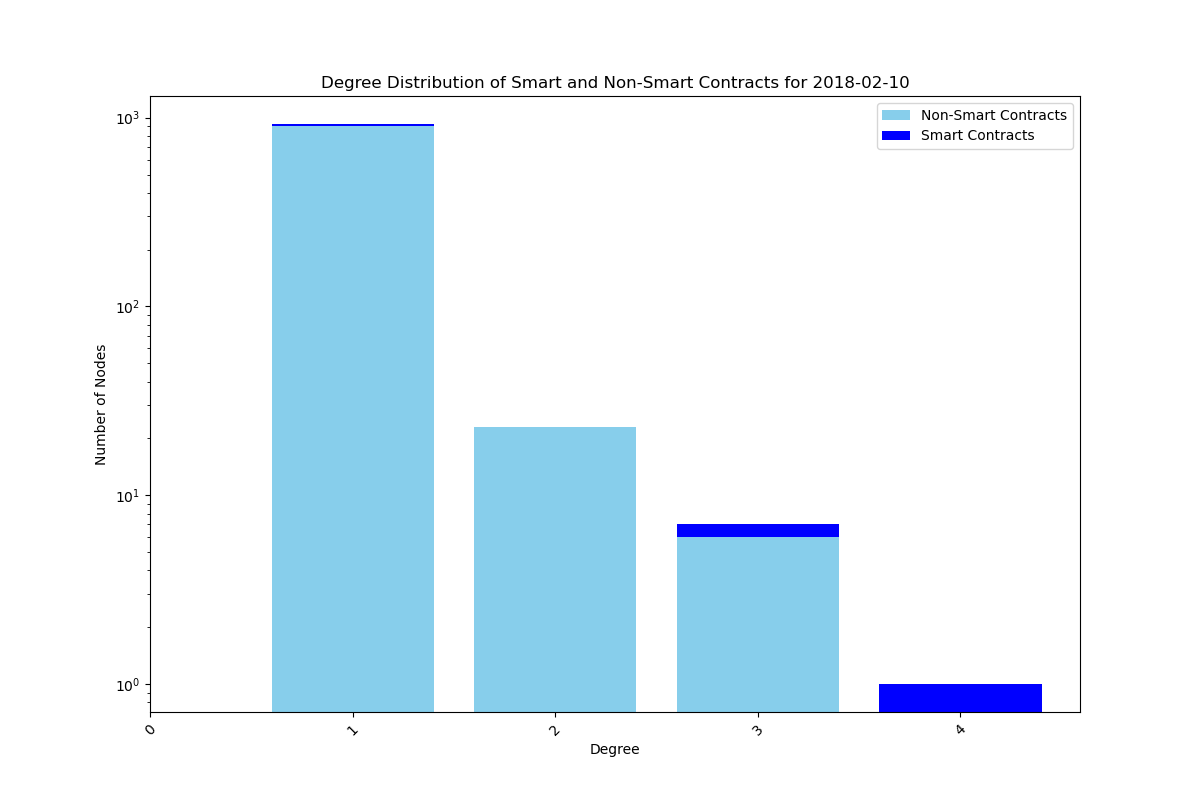 Degree Distribution of Smart and Non-Smart Contracts for 2018-02-10
Non-Smart Contracts
Smart Contracts
10³
10²
10¹
10⁰
Number of Nodes
0
1
2
3
4
Degree